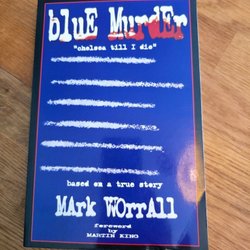 bluE MurdEr
"chelsea till I die"
based on a true story
MArk WorrAll
foreword
by
MARTIN KING